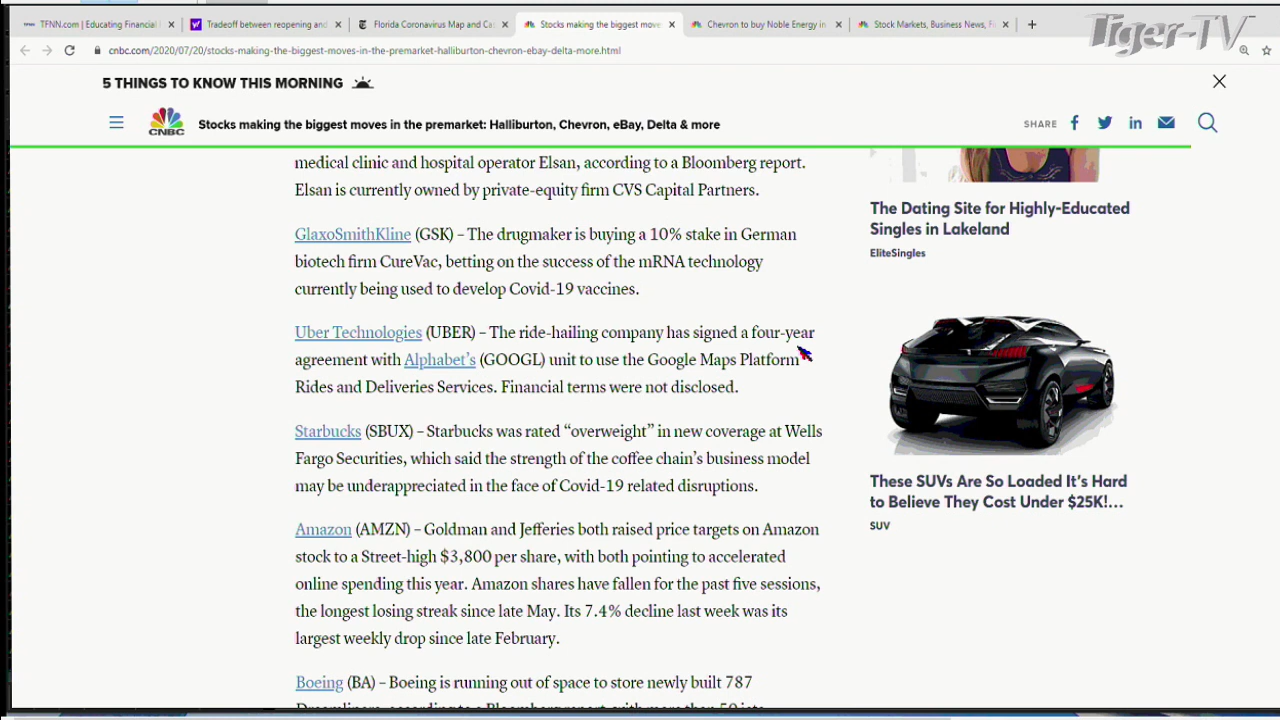 TFNN.com | Educating Financial
Tradeoff between reopening and
Florida Coronavirus Map and Ca
Stocks making the biggest move
Chevron to buy Noble Energy in
Stock Markets, Business News, Fi
Tiger-TV
cnbc.com/2020/07/20/stocks-making-the-biggest-moves-in-the-premarket-halliburton-chevron-ebay-delta-more.html
5 THINGS TO KNOW THIS MORNING
CNBC
Stocks making the biggest moves in the premarket: Halliburton, Chevron, eBay, Delta & more
SHARE
medical clinic and hospital operator Elsan, according to a Bloomberg report.
Elsan is currently owned by private-equity firm CVS Capital Partners.
GlaxoSmithKline (GSK) – The drugmaker is buying a 10% stake in German
biotech firm CureVac, betting on the success of the mRNA technology
currently being used to develop Covid-19 vaccines.
Uber Technologies (UBER) – The ride-hailing company has signed a four-year
agreement with Alphabet's (GOOGL) unit to use the Google Maps Platform
Rides and Deliveries Services. Financial terms were not disclosed.
Starbucks (SBUX) – Starbucks was rated “overweight” in new coverage at Wells
Fargo Securities, which said the strength of the coffee chain's business model
may be underappreciated in the face of Covid-19 related disruptions.
Amazon (AMZN) – Goldman and Jefferies both raised price targets on Amazon
stock to a Street-high $3,800 per share, with both pointing to accelerated
online spending this year. Amazon shares have fallen for the past five sessions,
the longest losing streak since late May. Its 7.4% decline last week was its
largest weekly drop since late February.
Boeing (BA) – Boeing is running out of space to store newly built 787
The Dating Site for Highly-Educated
Singles in Lakeland
EliteSingles
These SUVs Are So Loaded It's Hard
to Believe They Cost Under $25K!...
SUV